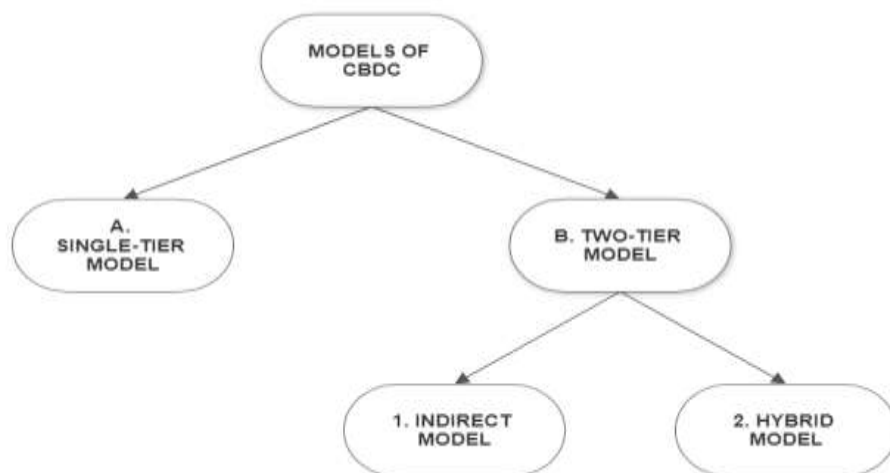 MODELS OF
CBDC
A.
SINGLE-TIER
MODEL
B. TWO-TIER
MODEL
1. INDIRECT
MODEL
2. HYBRID
MODEL